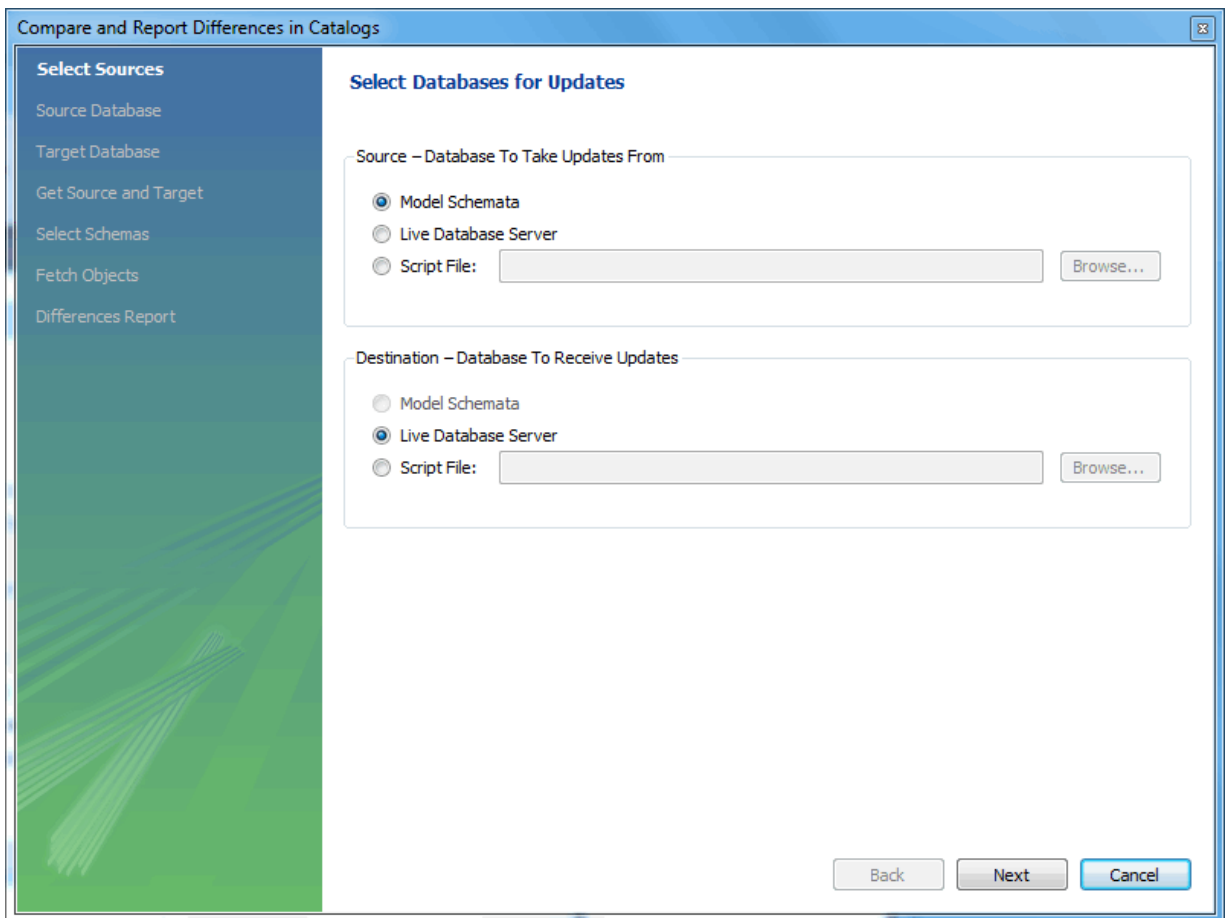 Compare and Report Differences in Catalogs
Select Sources
Source Database
Target Database
Get Source and Target
Select Schemas
Fetch Objects
Differences Report
Select Databases for Updates
Source – Database To Take Updates From
Model Schemata
Live Database Server
Script File:
Browse...
Destination – Database To Receive Updates
Model Schemata
Live Database Server
Script File:
Browse...
Back
Next
Cancel